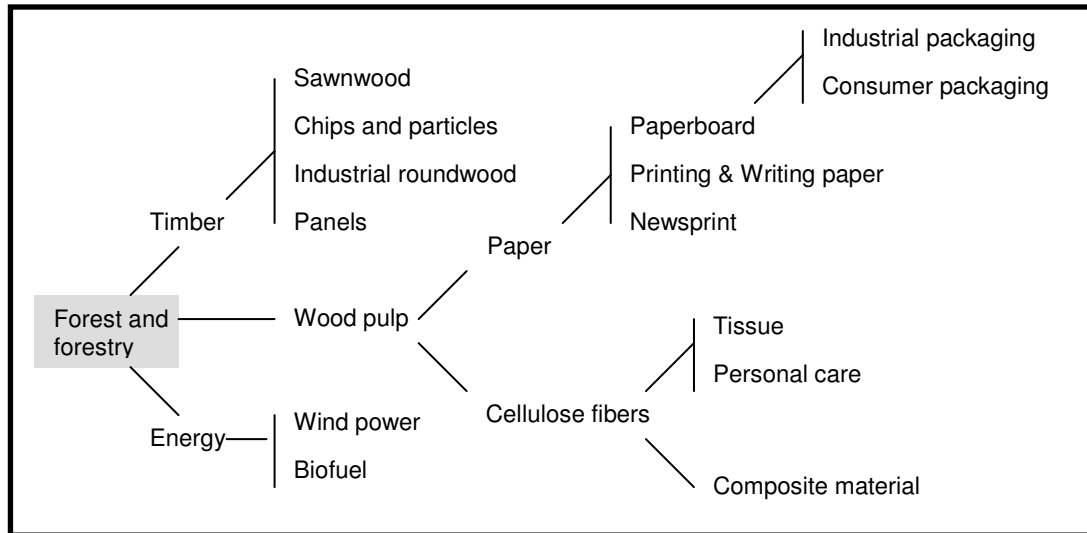 Industrial packaging
Consumer packaging
Sawnwood
Chips and particles
Industrial roundwood
Panels
Paperboard
Printing & Writing paper
Newsprint
Timber
Paper
Forest and
forestry
Wood pulp
Tissue
Personal care
Cellulose fibers
Energy
Wind power
Biofuel
Composite material